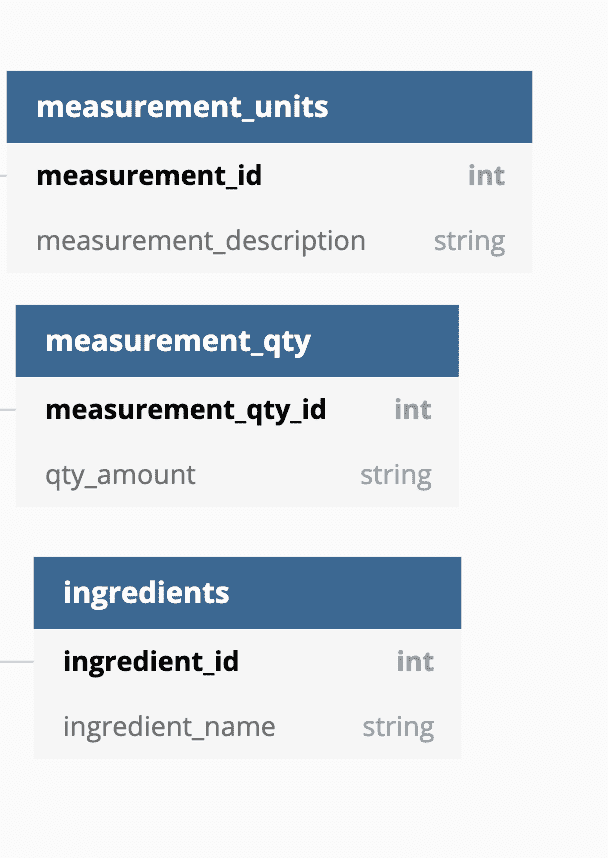 measurement_units
measurement_id int
measurement_description string
measurement_qty
measurement_qty_id int
qty_amount string
ingredients
ingredient_id int
ingredient_name string